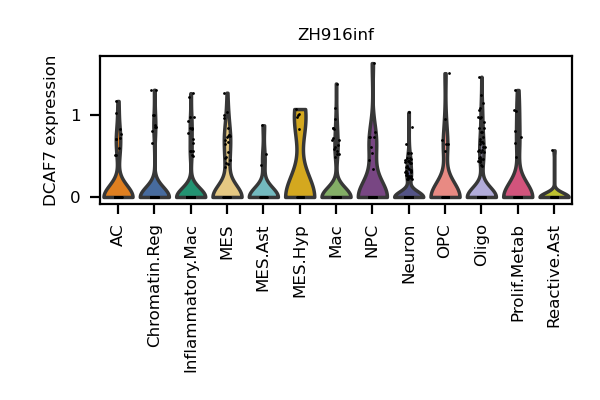 ZH916inf
DCAF7 expression
1
0
AC
Chromatin.Reg
Inflammatory.Mac
MES
MES.Ast
MES.Hyp
Mac
NPC
Neuron
OPC
Oligo
Prolif.Metab
Reactive.Ast